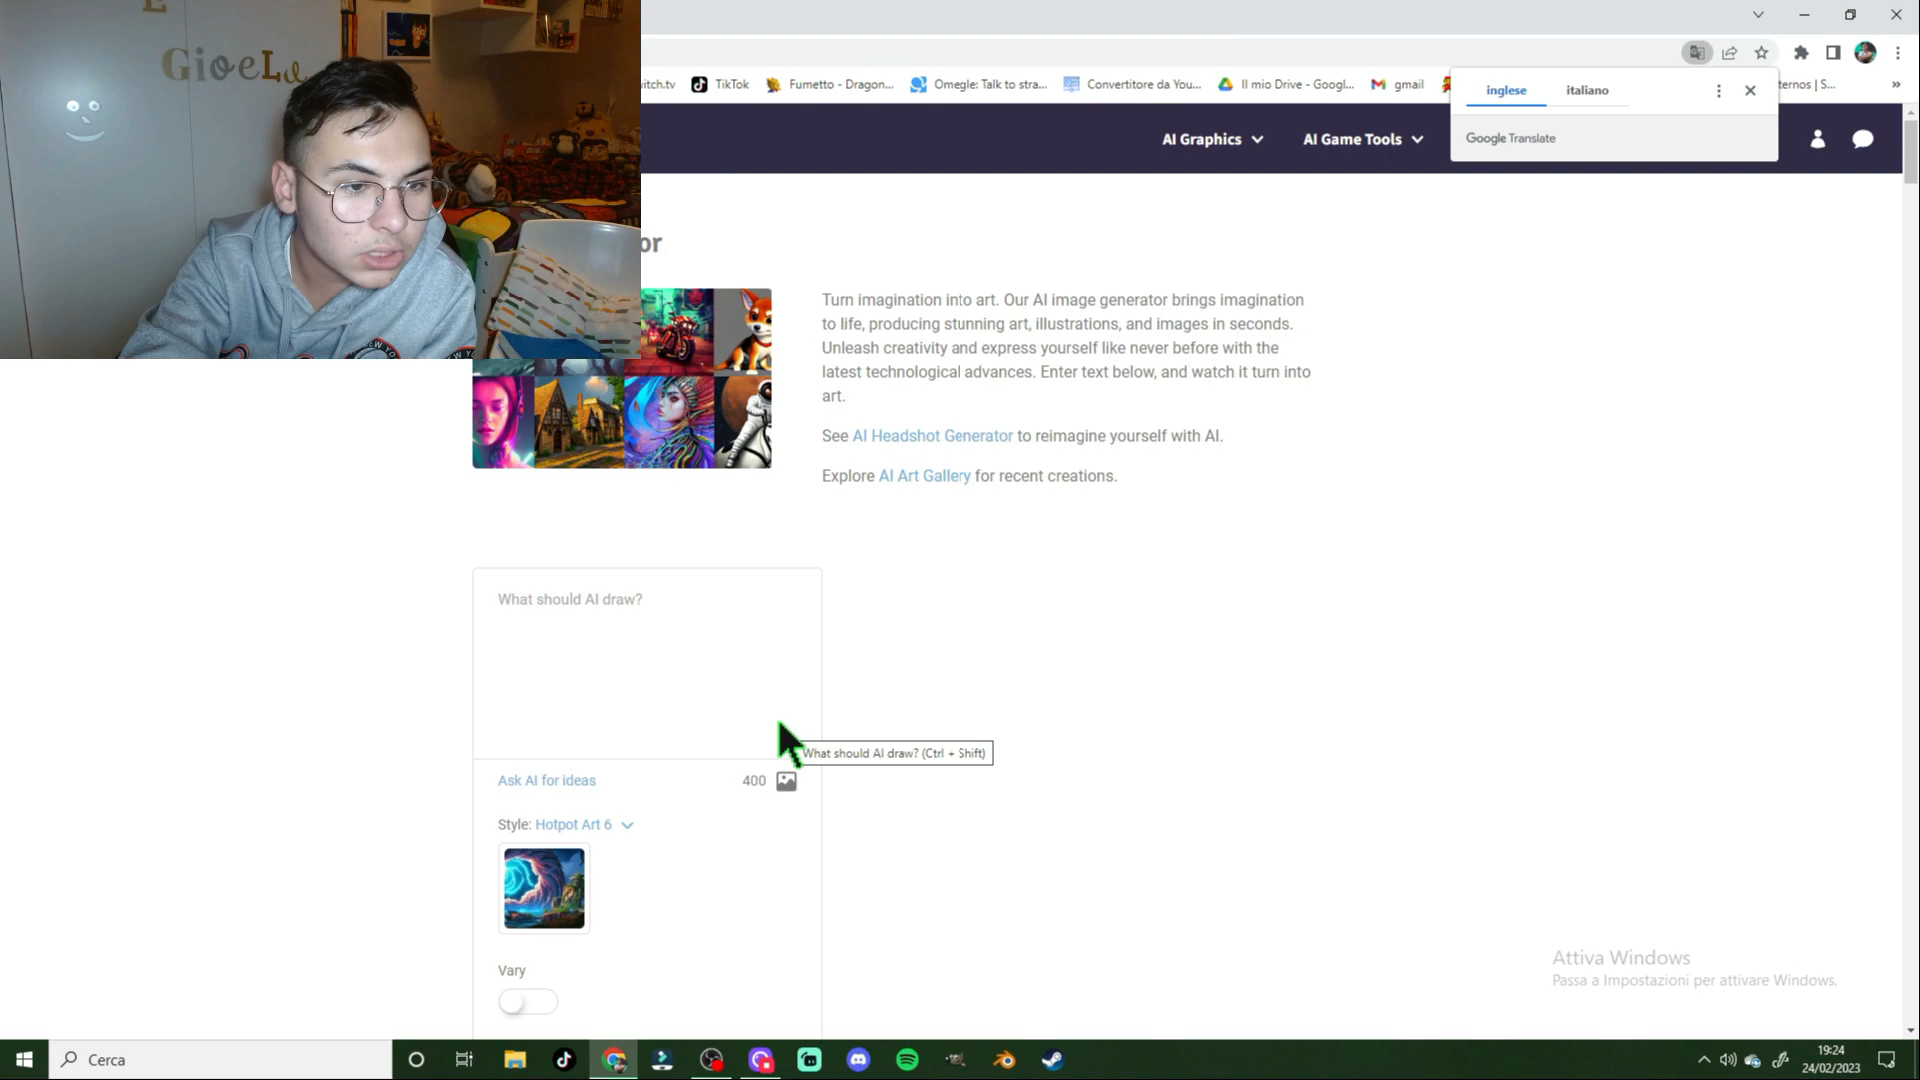 GioeLe
itch.tv
TikTok
Fumetto - Dragon...
Omegle: Talk to stra...
Convertitore da You...
Il mio Drive - Googl...
gmail
ternos | S...
»
inglese
italiano
Google Translate
AI Graphics
AI Game Tools
or
Turn imagination into art. Our AI image generator brings imagination
to life, producing stunning art, illustrations, and images in seconds.
Unleash creativity and express yourself like never before with the
latest technological advances. Enter text below, and watch it turn into
art.
See AI Headshot Generator to reimagine yourself with AI.
Explore AI Art Gallery for recent creations.
What should AI draw?
What should AI draw? (Ctrl + Shift)
Ask AI for ideas
400
Style: Hotpot Art 6
Vary
Attiva Windows
Passa a Impostazioni per attivare Windows.
Cerca
19:24
24/02/2023